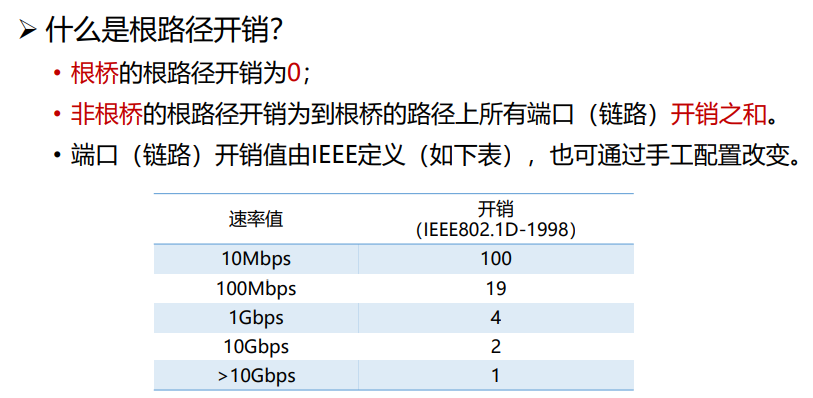 ➢ 什么是根路径开销?
• 根桥的根路径开销为0；
• 非根桥的根路径开销为到根桥的路径上所有端口（链路）开销之和。
• 端口（链路）开销值由IEEE定义（如下表），也可通过手工配置改变。
速率值 开销
（IEEE802.1D-1998）
10Mbps 100
100Mbps 19
1Gbps 4
10Gbps 2
>10Gbps 1